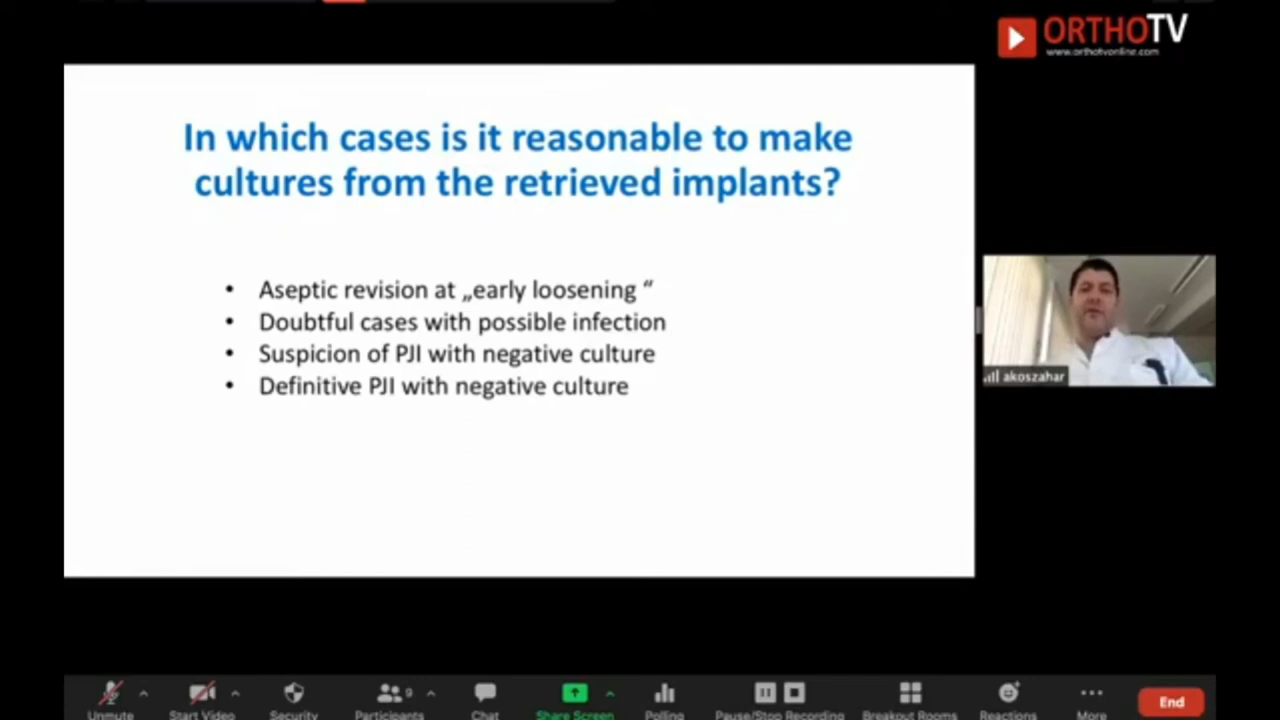 ORTHOTV
www.orthotvonline.com
In which cases is it reasonable to make
cultures from the retrieved implants?
• Aseptic revision at „early loosening “
• Doubtful cases with possible infection
• Suspicion of PJI with negative culture
• Definitive PJI with negative culture
akoszahar
9
Unmute
Start Video
Security
Participants
Chat
Share Screen
Polling
Pause/Stop Recording
Breakout Rooms
Reactions
More
End